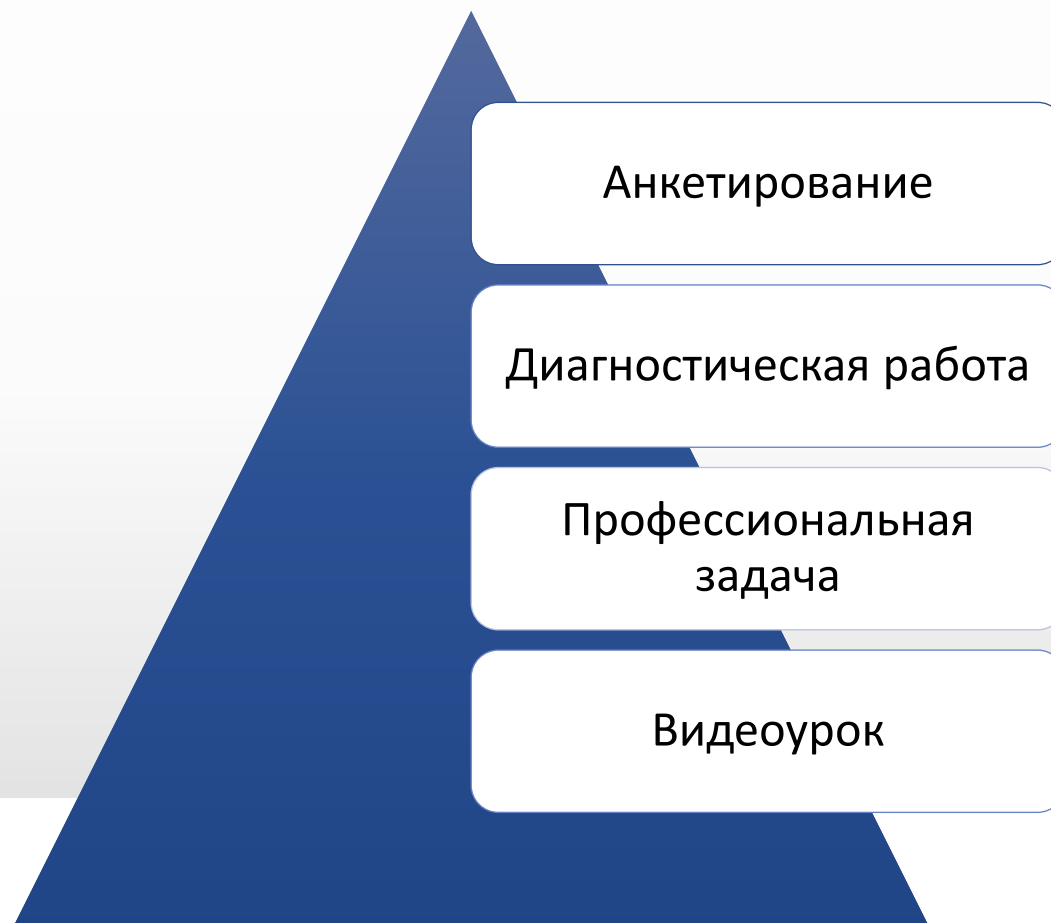 Анкетирование
Диагностическая работа
Профессиональная
задача
Видеоурок